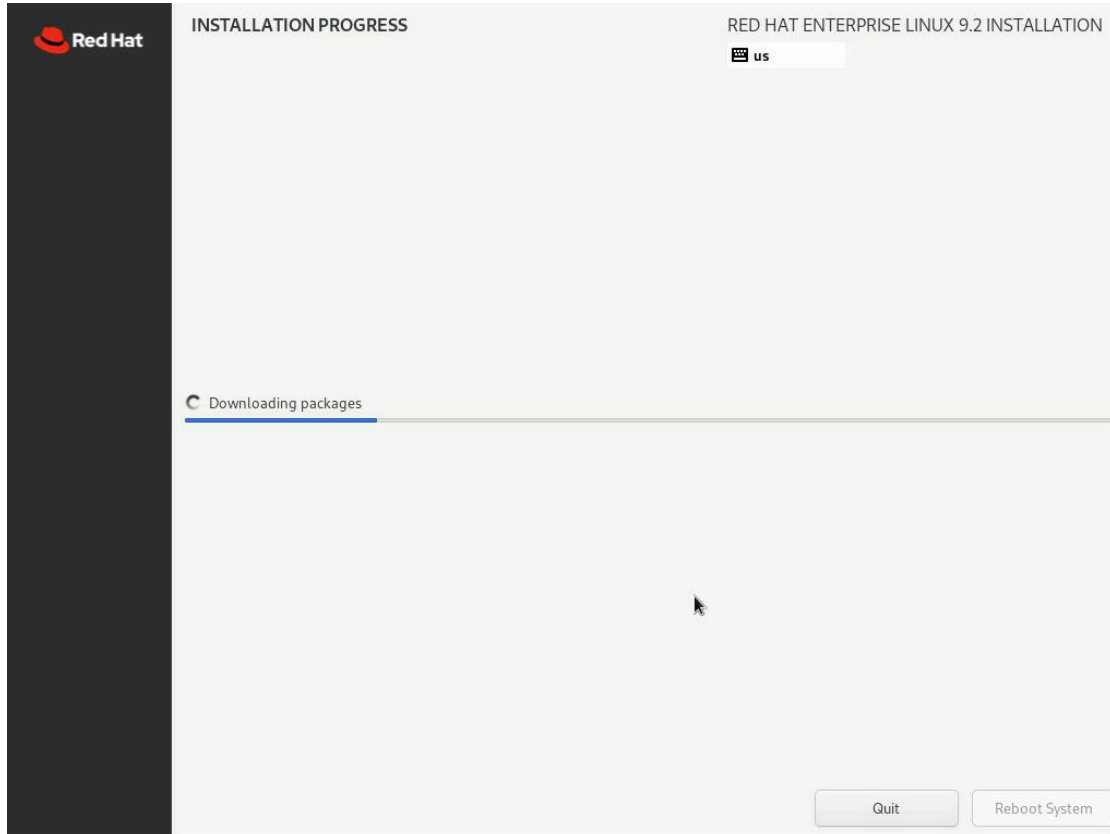 Red Hat
INSTALLATION PROGRESS
RED HAT ENTERPRISE LINUX 9.2 INSTALLATION
us
Downloading packages
Quit
Reboot System